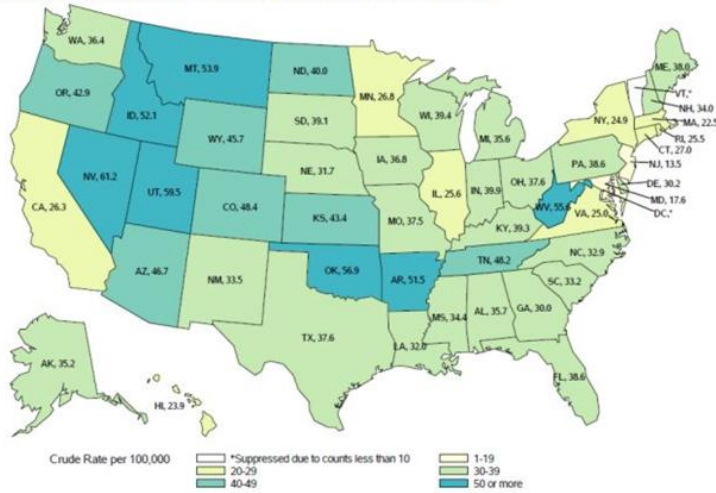 WA, 36.4
MT, 53.9
ND, 40.0
MN, 26.8
ME, 38.0
VT,*
NH, 34.0
MA, 22.5
RI, 25.5
CT, 27.0
NJ, 13.5
DE, 30.2
MD, 17.6
DC,*
OR, 42.9
ID, 52.1
WY, 45.7
SD, 39.1
WI, 39.4
MI, 35.6
NY, 24.9
PA, 38.6
NV, 61.2
UT, 59.5
CO, 48.4
NE, 31.7
IA, 36.8
IL, 25.6
IN, 39.9
OH, 37.6
WV, 55.6
VA, 25.0
CA, 26.3
KS, 43.4
MO, 37.5
KY, 39.3
AZ, 46.7
NM, 33.5
OK, 56.9
AR, 51.5
TN, 48.2
NC, 32.9
SC, 33.2
TX, 37.6
LA, 32.0
MS, 34.4
AL, 35.7
GA, 30.0
FL, 38.6
AK, 35.2
HI, 23.9
Crude Rate per 100,000
*Suppressed due to counts less than 10
1-19
20-29
30-39
40-49
50 or more